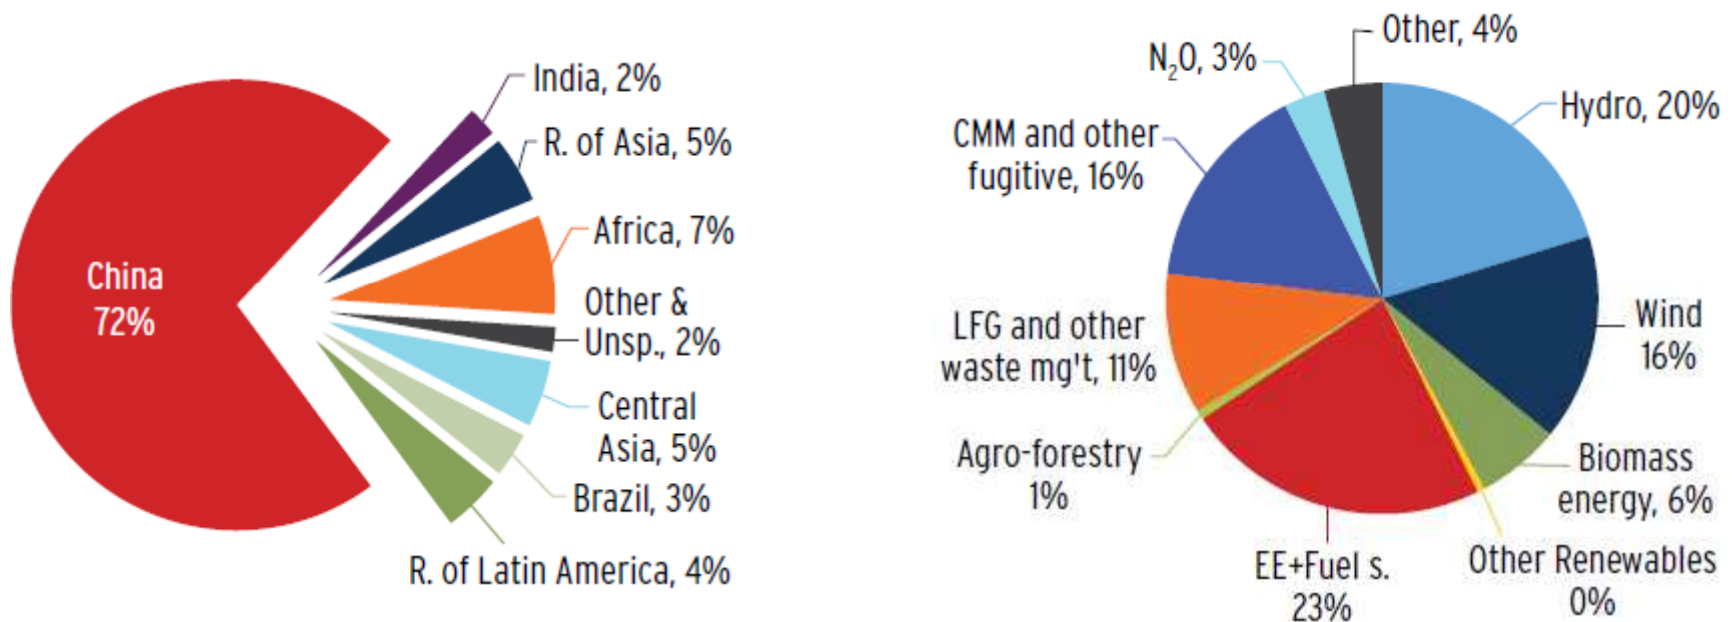 India, 2%
R. of Asia, 5%
Africa, 7%
China
72%
Other &
Unsp., 2%
Central
Asia, 5%
Brazil, 3%
R. of Latin America, 4%
Other, 4%
N₂O, 3%
Hydro, 20%
CMM and other
fugitive, 16%
Wind
16%
LFG and other
waste mg't, 11%
Agro-forestry
1%
Biomass
energy, 6%
EE+Fuel s.
23%
Other Renewables
0%